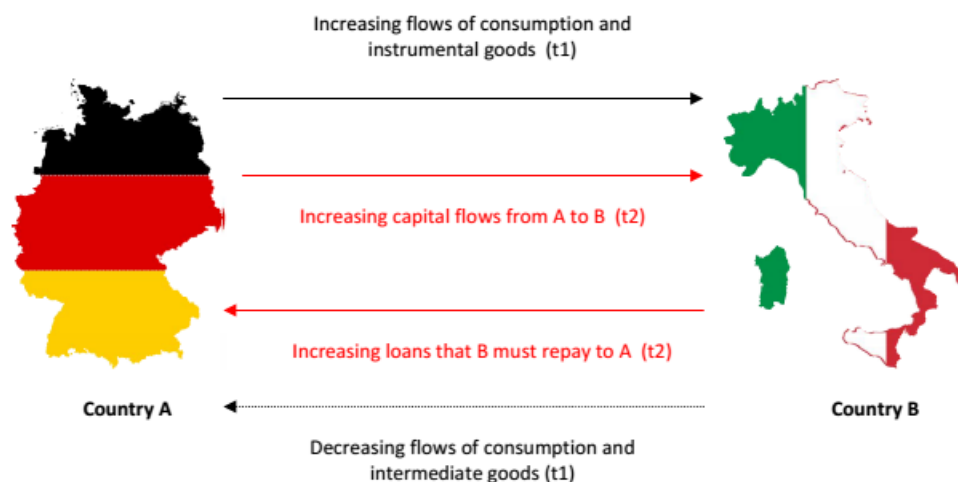 Increasing flows of consumption and
instrumental goods (t1)
Increasing capital flows from A to B (t2)
Increasing loans that B must repay to A (t2)
Country A
Country B
Decreasing flows of consumption and
intermediate goods (t1)